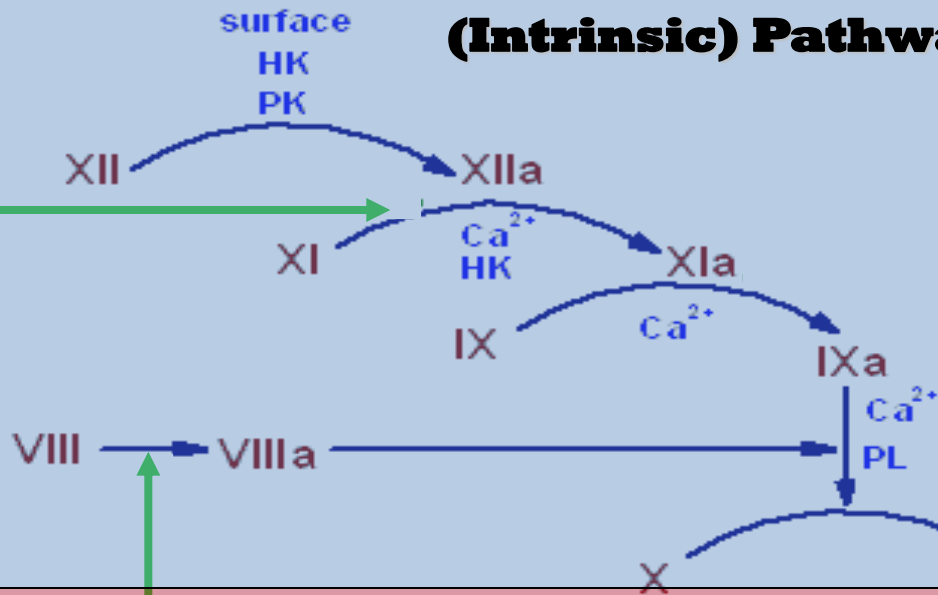 surface
(Intrinsic) Pathwa
HK
PK
XII
XIIa
Ca²⁺
HK
XI
XIa
Ca²⁺
IX
IXa
Ca²⁺
PL
VIII
VIIIa
X